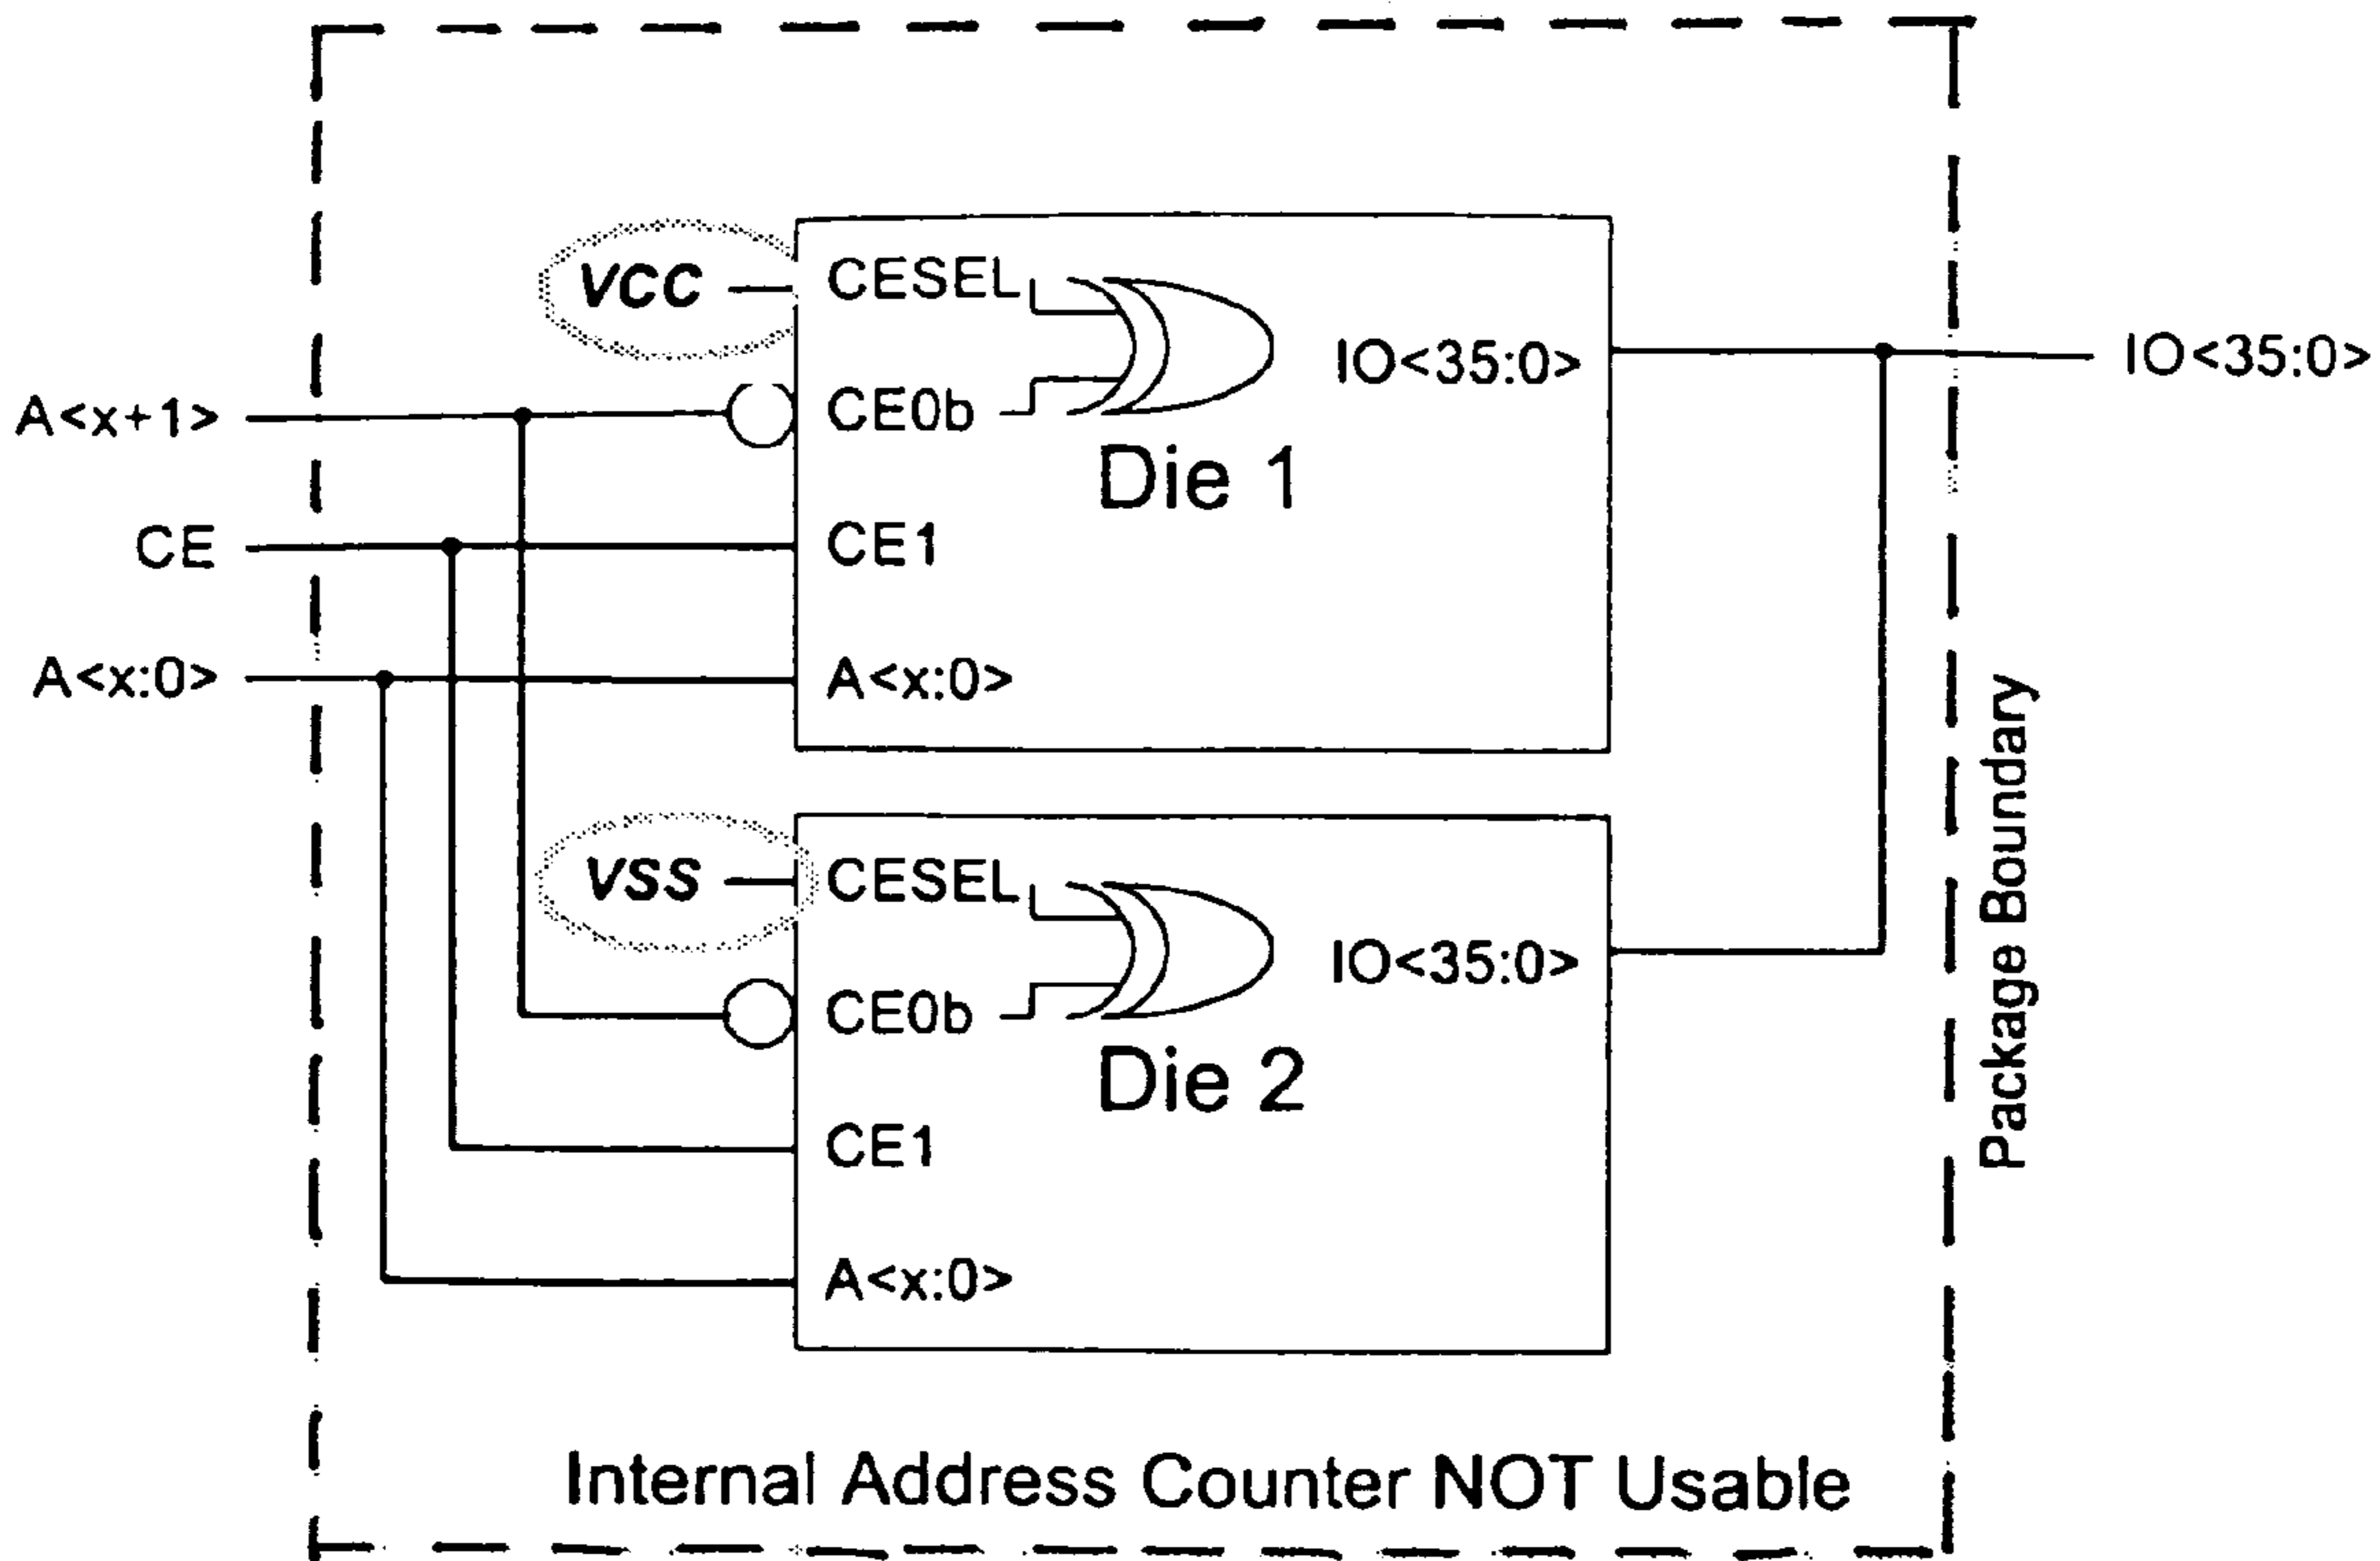 VCC
CESEL
IO<35:0>
IO<35:0>
A<x+1>
CE0b
Die 1
CE
CE1
A<x:0>
A<x:0>
VSS
CESEL
IO<35:0>
CE0b
Die 2
CE1
A<x:0>
Package Boundary
Internal Address Counter NOT Usable